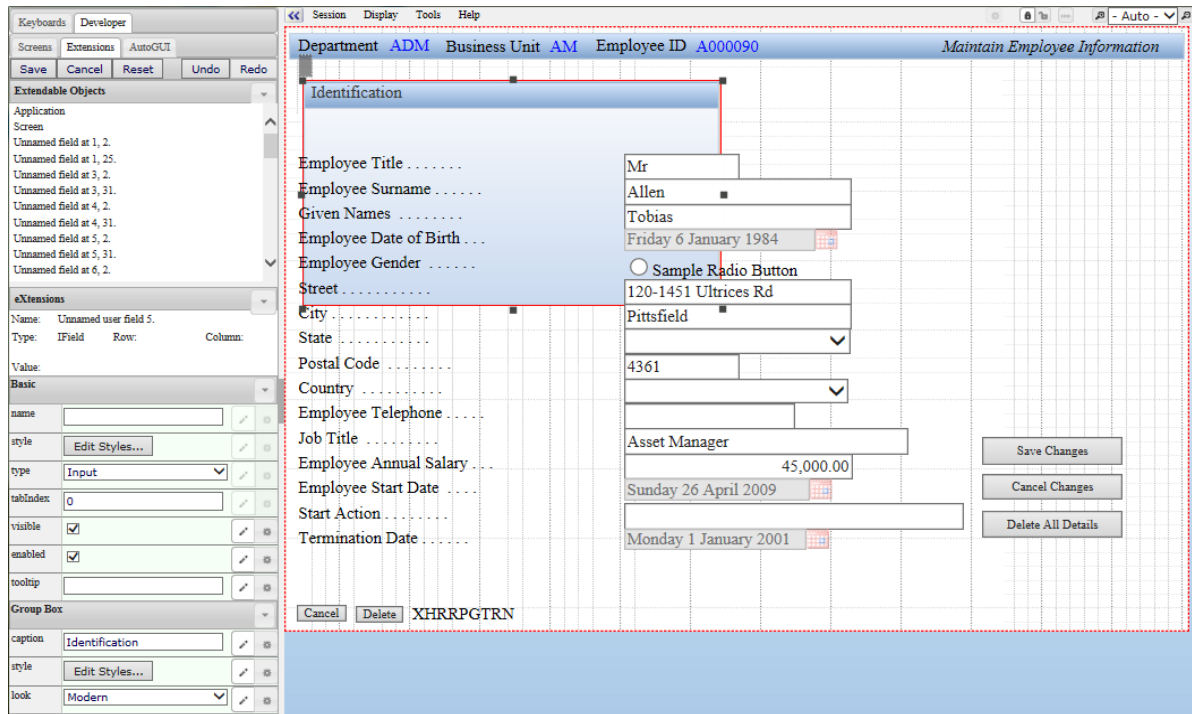 Keyboards Developer
Screens Extensions AutoGUI
Save Cancel Reset Undo Redo
Extendable Objects
Application
Screen
Unnamed field at 1, 2.
Unnamed field at 1, 25.
Unnamed field at 3, 2.
Unnamed field at 3, 31.
Unnamed field at 4, 2.
Unnamed field at 4, 31.
Unnamed field at 5, 2.
Unnamed field at 5, 31.
Unnamed field at 6, 2.
eXtensions
Name: Unnamed user field 5.
Type: IField Row: Column:
Value:
Basic
name
style Edit Styles...
type Input
tabIndex 0
visible
enabled
tooltip
Group Box
caption Identification
style Edit Styles...
look Modern
Session Display Tools Help
- Auto -
Department ADM Business Unit AM Employee ID A000090 Maintain Employee Information
Identification
Employee Title . . . . . . . Mr
Employee Surname . . . . . . Allen
Given Names . . . . . . . . Tobias
Employee Date of Birth . . . Friday 6 January 1984
Employee Gender . . . . . . Sample Radio Button
Street . . . . . . . . . . . 120-1451 Ultrices Rd
City . . . . . . . . . . . . Pittsfield
State . . . . . . . . . . .
Postal Code . . . . . . . . 4361
Country . . . . . . . . . .
Employee Telephone . . . . .
Job Title . . . . . . . . . Asset Manager
Employee Annual Salary . . . 45,000.00
Employee Start Date . . . . Sunday 26 April 2009
Start Action . . . . . . . .
Termination Date . . . . . . Monday 1 January 2001
Save Changes
Cancel Changes
Delete All Details
Cancel Delete XHRRPGTRN